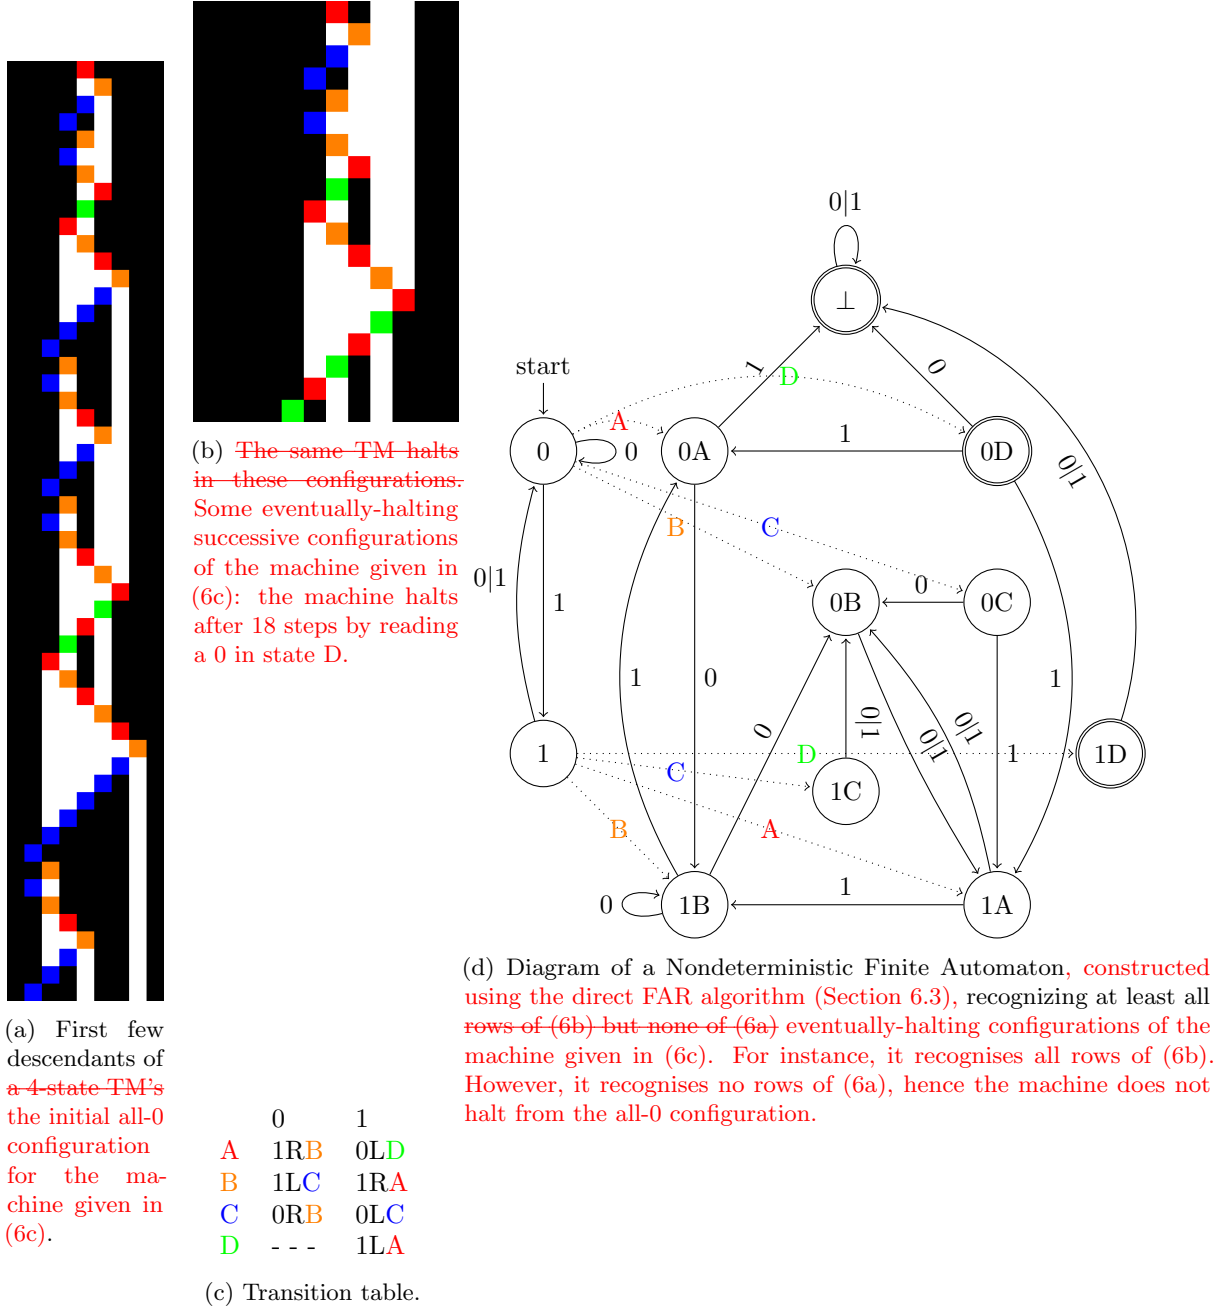 0|1
⊥
start
1
D
0
0|1
A
0
0
0A
1
0D
B
C
0|1
1
0B
0
0C
1
0
1
0
0|1
0|1
0|1
1
1
D
1D
C
1C
B
A
0
1B
1
1A
(a) First few
descendants of
a 4-state TM's
the initial all-0
configuration
for the ma-
chine given in
(6c).
(b) The same TM halts
in these configurations.
Some eventually-halting
successive configurations
of the machine given in
(6c): the machine halts
after 18 steps by reading
a 0 in state D.
0 1
A 1RB 0LD
B 1LC 1RA
C 0RB 0LC
D - - - 1LA
(c) Transition table.
(d) Diagram of a Nondeterministic Finite Automaton, constructed
using the direct FAR algorithm (Section 6.3), recognizing at least all
rows of (6b) but none of (6a) eventually-halting configurations of the
machine given in (6c). For instance, it recognises all rows of (6b).
However, it recognises no rows of (6a), hence the machine does not
halt from the all-0 configuration.